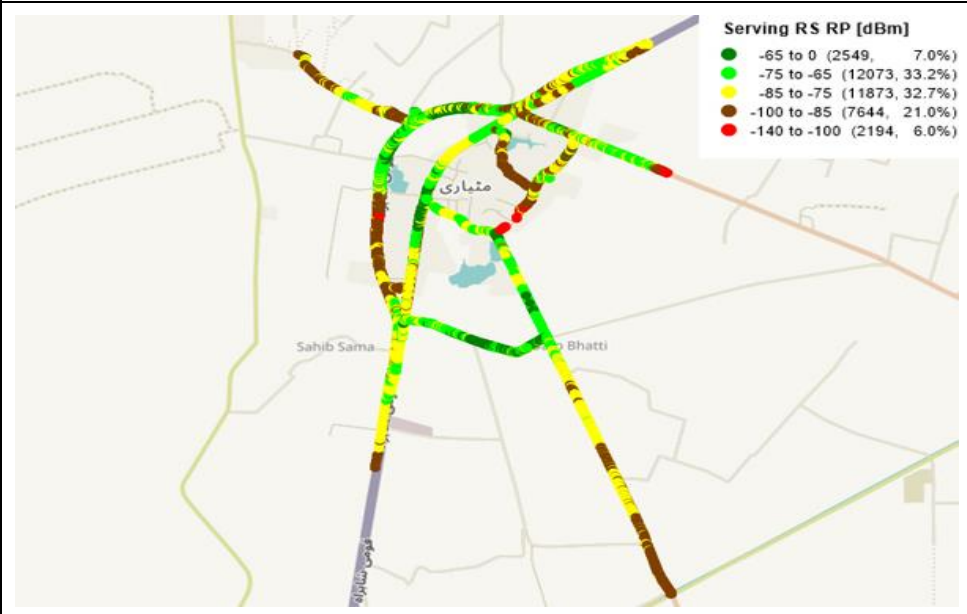 Serving RS RP [dBm]
-65 to 0 (2549, 7.0%)
-75 to -65 (12073, 33.2%)
-85 to -75 (11873, 32.7%)
-100 to -85 (7644, 21.0%)
-140 to -100 (2194, 6.0%)
مٹیاری
Sahib Sama
Bhatti
قومی شاہراہ